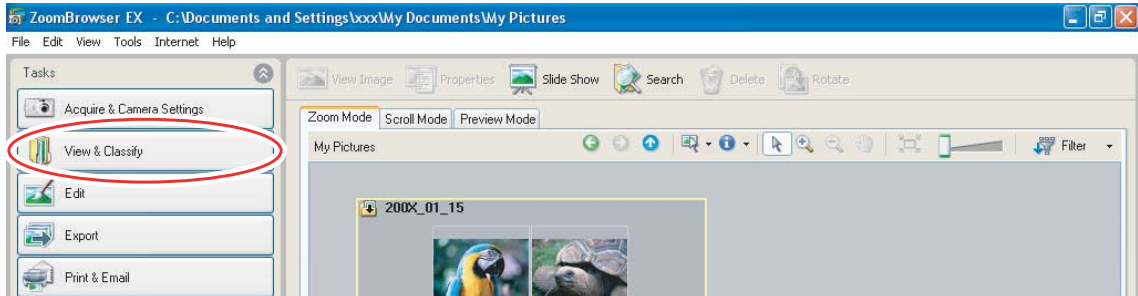 ZoomBrowser EX - C:\Documents and Settings\xxx\My Documents\My Pictures
File Edit View Tools Internet Help
Tasks
View Image Properties Slide Show Search Delete Rotate
Acquire & Camera Settings
Zoom Mode Scroll Mode Preview Mode
View & Classify
My Pictures
Filter
Edit
200X_01_15
Export
Print & Email